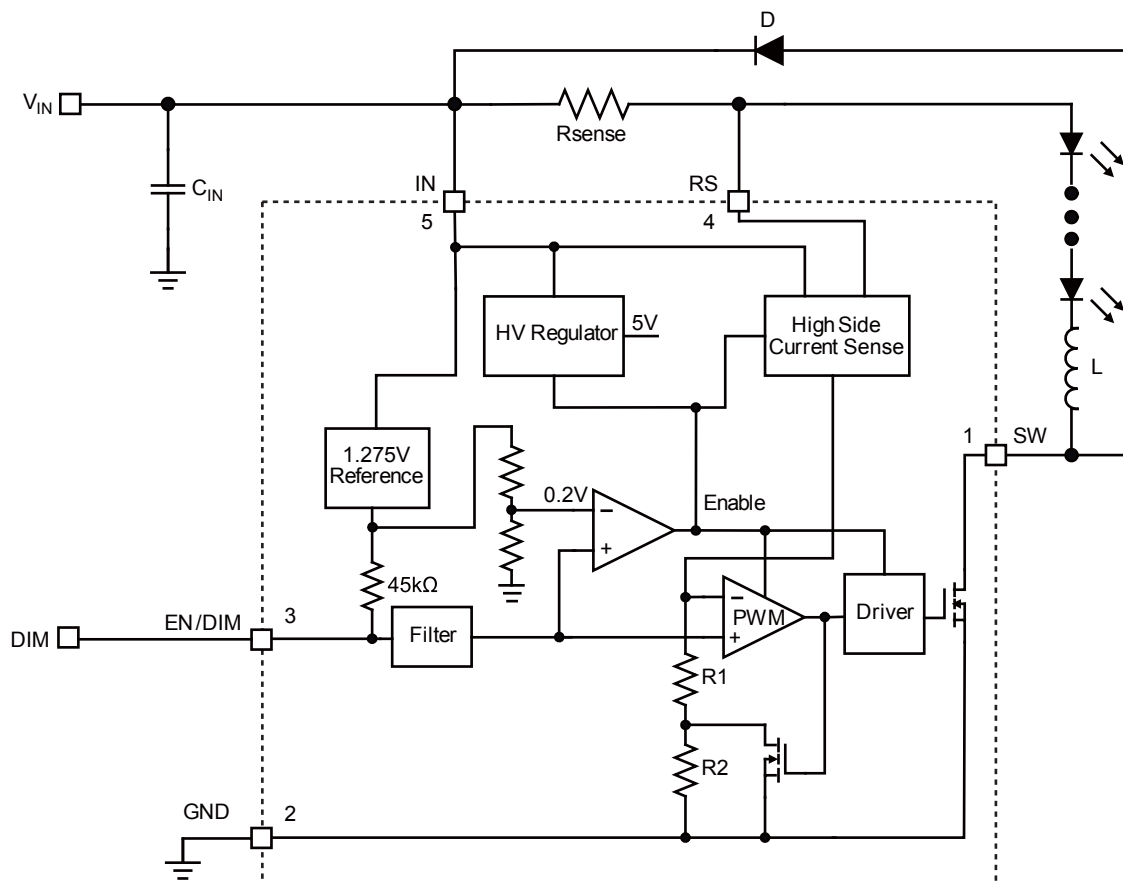 D
VIN
Rsense
CIN
IN
RS
5
4
HV Regulator
5V
High Side
Current Sense
L
1.275V
Reference
1
SW
0.2V
−
+
Enable
45kΩ
−
PWM
+
Driver
DIM
EN/DIM
3
Filter
R1
R2
GND
2